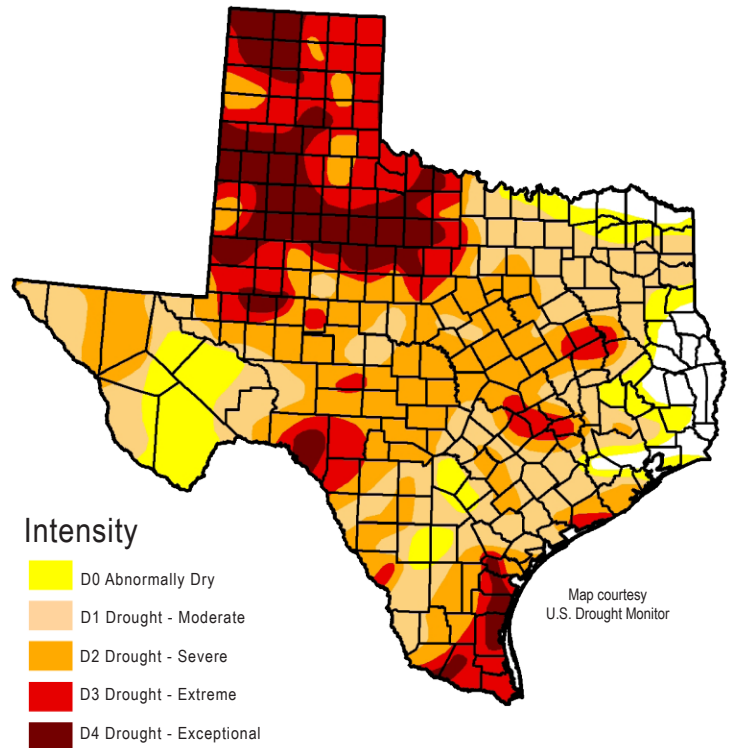 Intensity
D0 Abnormally Dry
D1 Drought - Moderate
D2 Drought - Severe
D3 Drought - Extreme
D4 Drought - Exceptional
Map courtesy
U.S. Drought Monitor